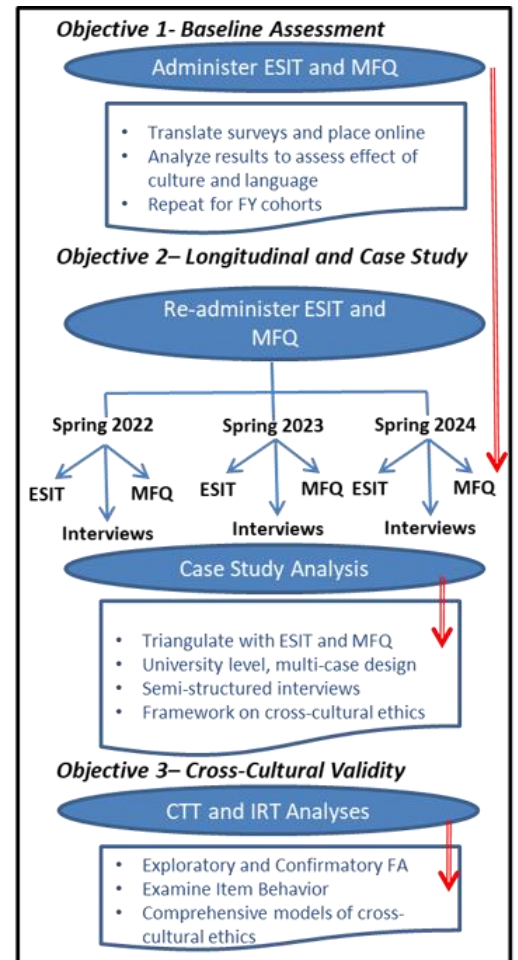 Objective 1- Baseline Assessment
Administer ESIT and MFQ
• Translate surveys and place online
• Analyze results to assess effect of
culture and language
• Repeat for FY cohorts
Objective 2– Longitudinal and Case Study
Re-administer ESIT and
MFQ
Spring 2022
Spring 2023
Spring 2024
ESIT
MFQ
Interviews
ESIT
MFQ
Interviews
ESIT
MFQ
Interviews
Case Study Analysis
• Triangulate with ESIT and MFQ
• University level, multi-case design
• Semi-structured interviews
• Framework on cross-cultural ethics
Objective 3– Cross-Cultural Validity
CTT and IRT Analyses
• Exploratory and Confirmatory FA
• Examine Item Behavior
• Comprehensive models of cross-
cultural ethics